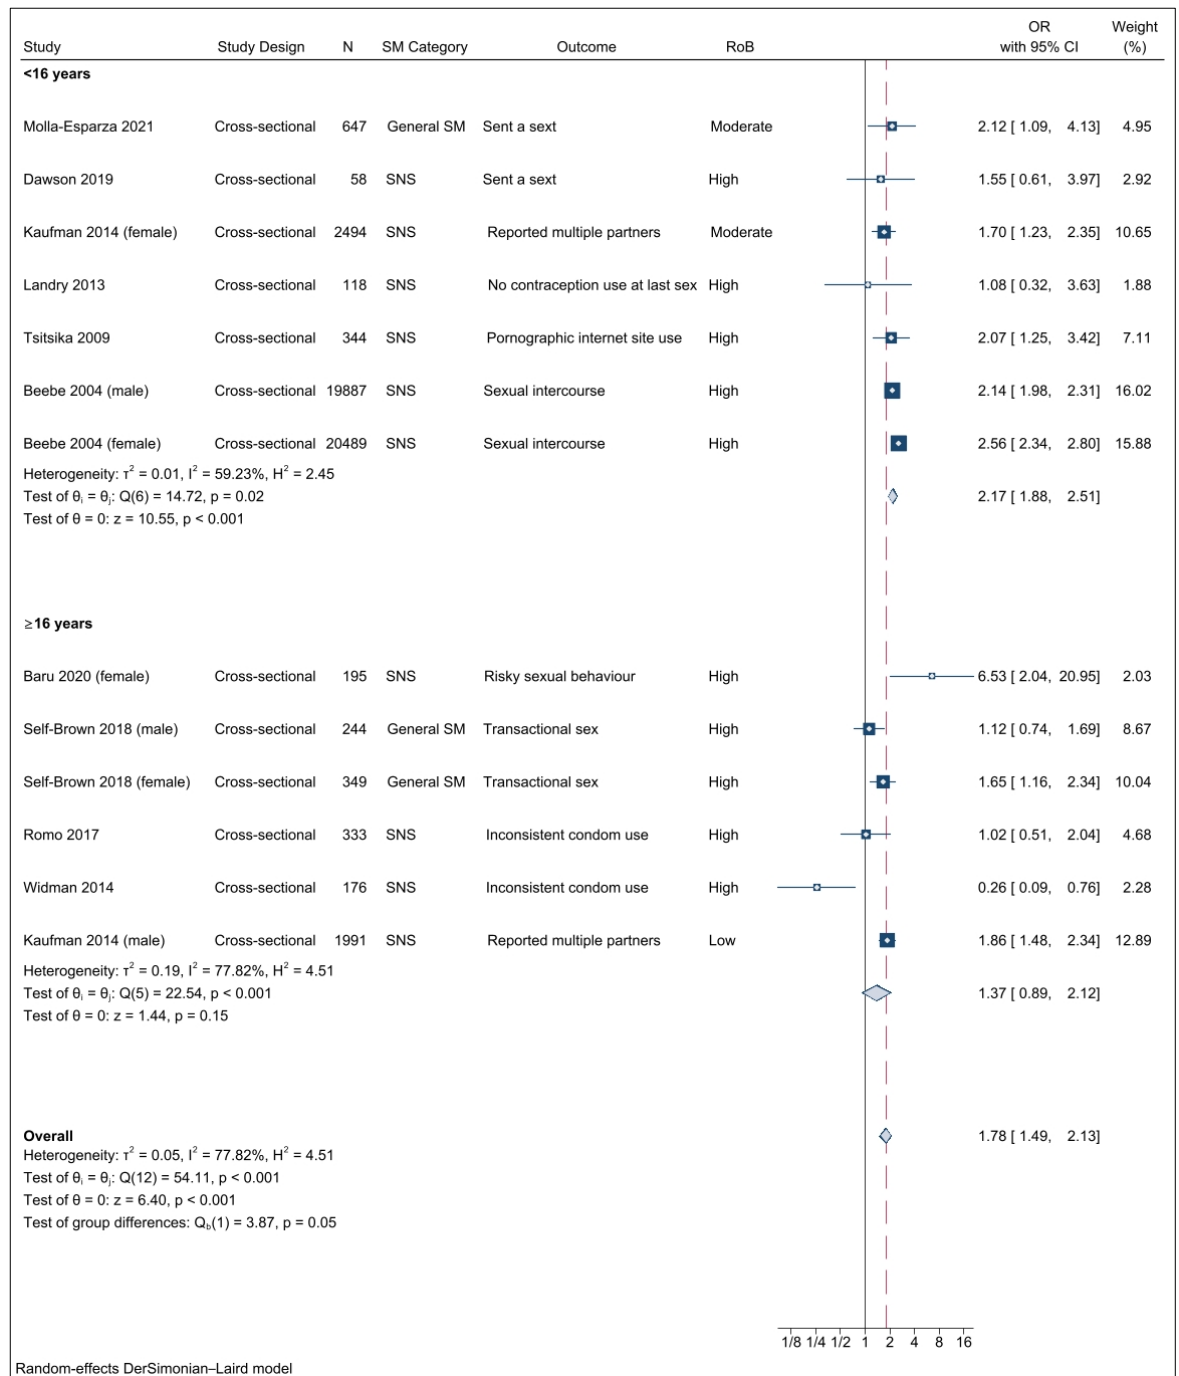 OR Weight
Study Study Design N SM Category Outcome RoB with 95% CI (%)
<16 years
Molla-Esparza 2021 Cross-sectional 647 General SM Sent a sext Moderate 2.12 [ 1.09, 4.13] 4.95
Dawson 2019 Cross-sectional 58 SNS Sent a sext High 1.55 [ 0.61, 3.97] 2.92
Kaufman 2014 (female) Cross-sectional 2494 SNS Reported multiple partners Moderate 1.70 [ 1.23, 2.35] 10.65
Landry 2013 Cross-sectional 118 SNS No contraception use at last sex High 1.08 [ 0.32, 3.63] 1.88
Tsitsika 2009 Cross-sectional 344 SNS Pornographic internet site use High 2.07 [ 1.25, 3.42] 7.11
Beebe 2004 (male) Cross-sectional 19887 SNS Sexual intercourse High 2.14 [ 1.98, 2.31] 16.02
Beebe 2004 (female) Cross-sectional 20489 SNS Sexual intercourse High 2.56 [ 2.34, 2.80] 15.88
Heterogeneity: τ² = 0.01, I² = 59.23%, H² = 2.45
Test of θᵢ = θⱼ: Q(6) = 14.72, p = 0.02 2.17 [ 1.88, 2.51]
Test of θ = 0: z = 10.55, p < 0.001
≥16 years
Baru 2020 (female) Cross-sectional 195 SNS Risky sexual behaviour High 6.53 [ 2.04, 20.95] 2.03
Self-Brown 2018 (male) Cross-sectional 244 General SM Transactional sex High 1.12 [ 0.74, 1.69] 8.67
Self-Brown 2018 (female) Cross-sectional 349 General SM Transactional sex High 1.65 [ 1.16, 2.34] 10.04
Romo 2017 Cross-sectional 333 SNS Inconsistent condom use High 1.02 [ 0.51, 2.04] 4.68
Widman 2014 Cross-sectional 176 SNS Inconsistent condom use High 0.26 [ 0.09, 0.76] 2.28
Kaufman 2014 (male) Cross-sectional 1991 SNS Reported multiple partners Low 1.86 [ 1.48, 2.34] 12.89
Heterogeneity: τ² = 0.19, I² = 77.82%, H² = 4.51
Test of θᵢ = θⱼ: Q(5) = 22.54, p < 0.001 1.37 [ 0.89, 2.12]
Test of θ = 0: z = 1.44, p = 0.15
Overall 1.78 [ 1.49, 2.13]
Heterogeneity: τ² = 0.05, I² = 77.82%, H² = 4.51
Test of θᵢ = θⱼ: Q(12) = 54.11, p < 0.001
Test of θ = 0: z = 6.40, p < 0.001
Test of group differences: Qb(1) = 3.87, p = 0.05
1/8 1/4 1/2 1 2 4 8 16
Random-effects DerSimonian–Laird model